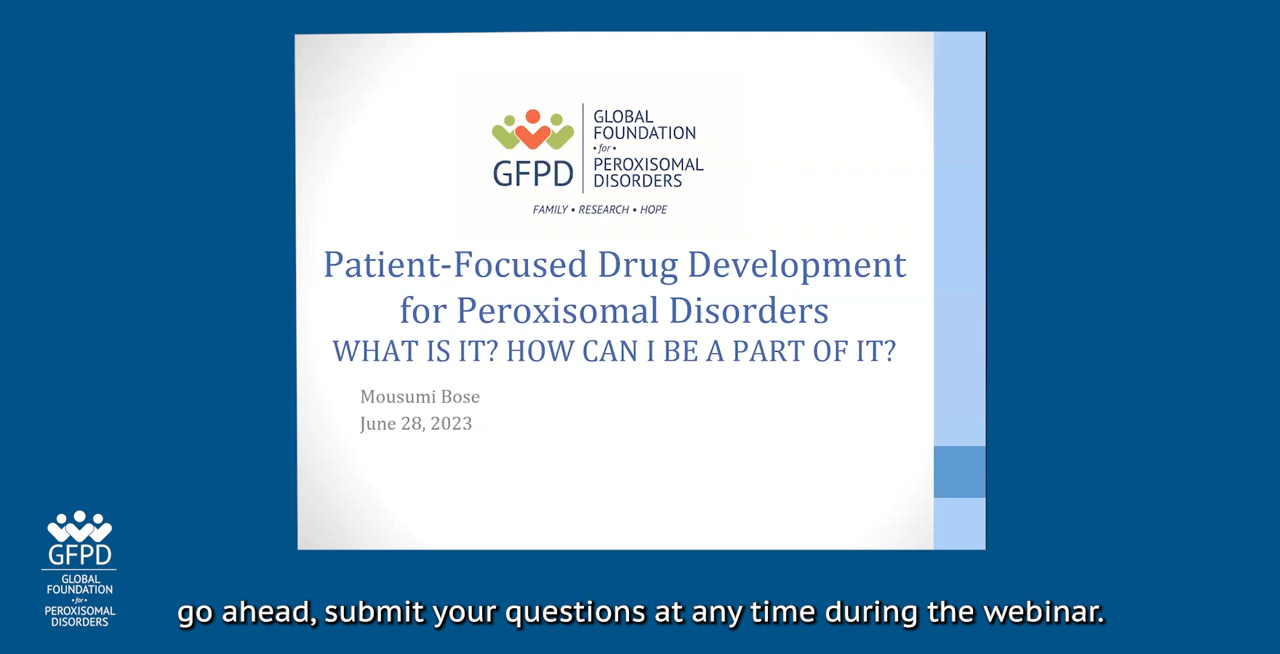 GFPD
GLOBAL
FOUNDATION
• for •
PEROXISOMAL
DISORDERS
FAMILY • RESEARCH • HOPE
Patient-Focused Drug Development
for Peroxisomal Disorders
WHAT IS IT? HOW CAN I BE A PART OF IT?
Mousumi Bose
June 28, 2023
GFPD
GLOBAL
FOUNDATION
• for •
PEROXISOMAL
DISORDERS
go ahead, submit your questions at any time during the webinar.